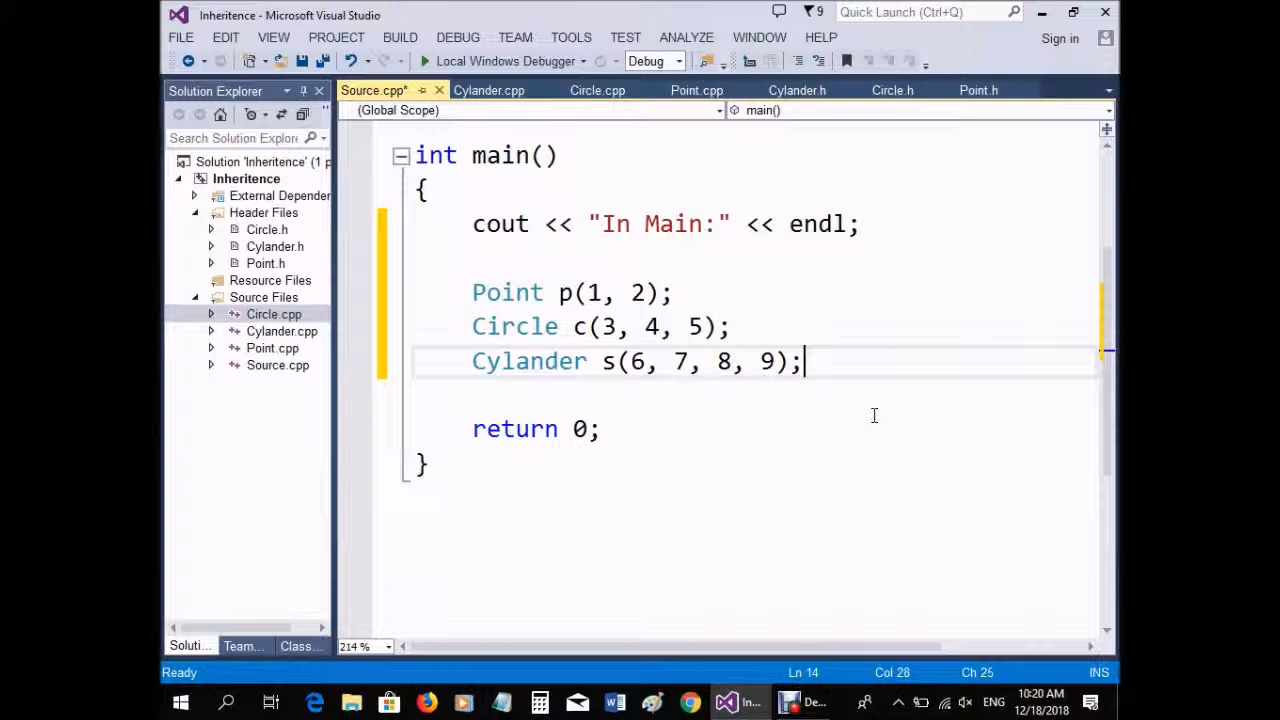 Inheritence - Microsoft Visual Studio
9
Quick Launch (Ctrl+Q)
FILE EDIT VIEW PROJECT BUILD DEBUG TEAM TOOLS TEST ANALYZE WINDOW HELP
Sign in
Local Windows Debugger
Debug
Solution Explorer
Search Solution Explore
Solution 'Inheritence' (1 p
Inheritence
External Depender
Header Files
Circle.h
Cylander.h
Point.h
Resource Files
Source Files
Circle.cpp
Cylander.cpp
Point.cpp
Source.cpp
Soluti... Team... Class...
Source.cpp* Cylander.cpp Circle.cpp Point.cpp Cylander.h Circle.h Point.h
(Global Scope) main()
int main()
{
cout << "In Main:" << endl;
Point p(1, 2);
Circle c(3, 4, 5);
Cylander s(6, 7, 8, 9);
return 0;
}
214 %
Ready Ln 14 Col 28 Ch 25 INS
In... De... ENG
10:20 AM
12/18/2018